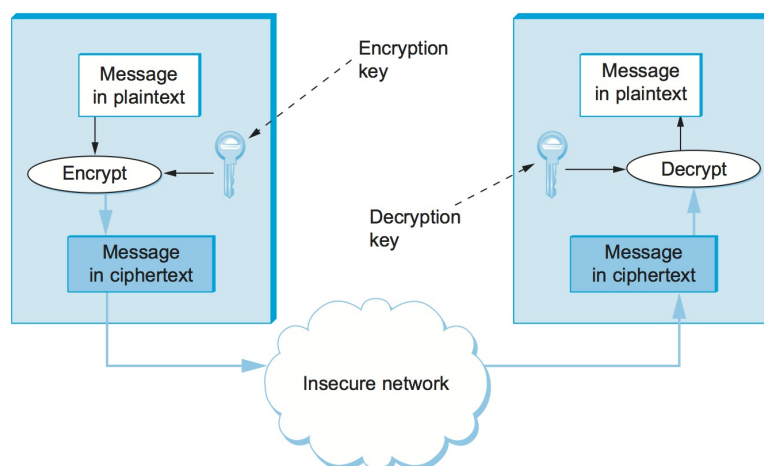 Message
in plaintext
Encrypt
Message
in ciphertext
Encryption
key
Decryption
key
Insecure network
Message
in plaintext
Decrypt
Message
in ciphertext